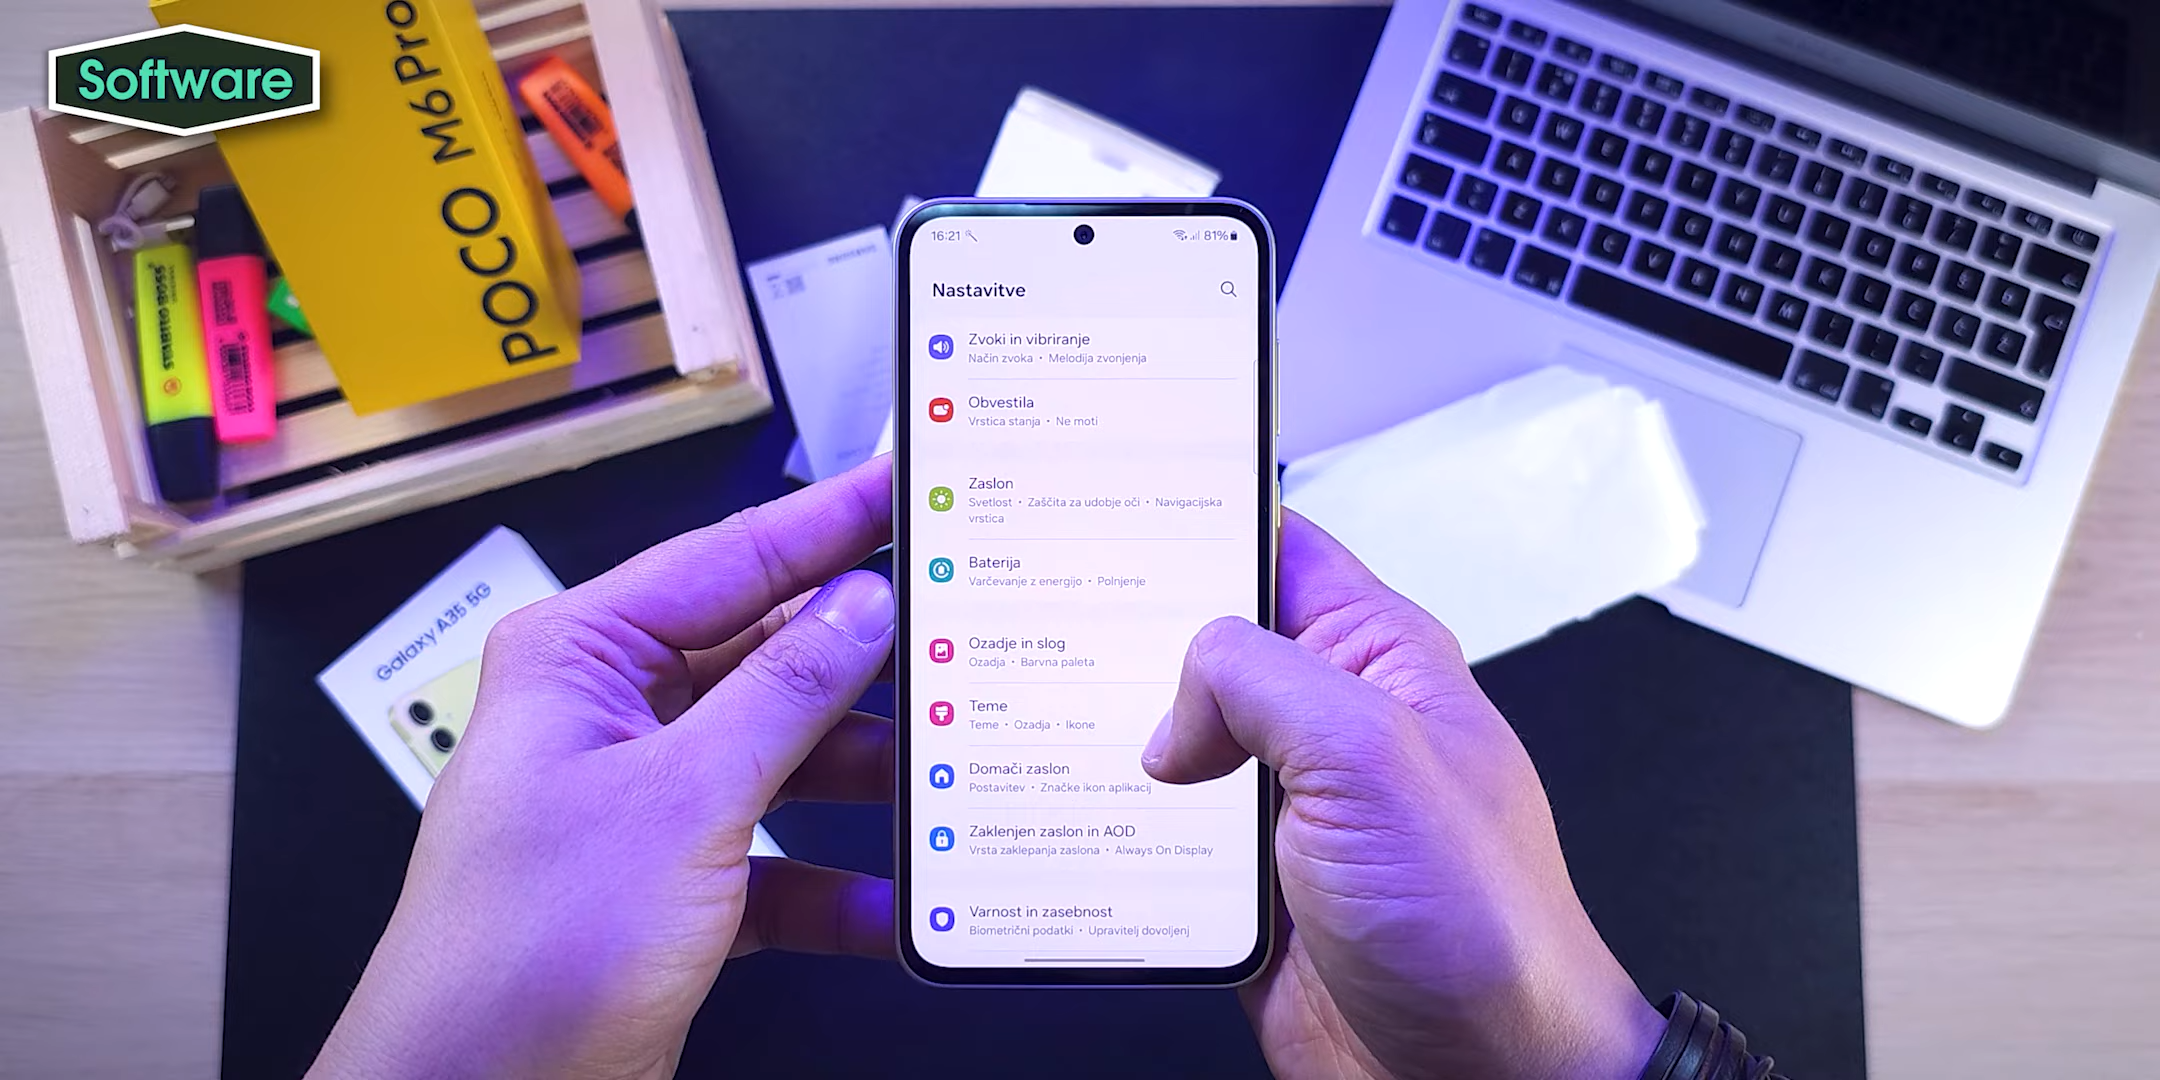 Software
POCO M6 Pro
Galaxy A35 5G
16:21
81%
Nastavitve
Zvoki in vibriranje
Način zvoka • Melodija zvonjenja
Obvestila
Vrstica stanja • Ne moti
Zaslon
Svetlost • Zaščita za udobje oči • Navigacijska
vrstica
Baterija
Varčevanje z energijo • Polnjenje
Ozadje in slog
Ozadja • Barvna paleta
Teme
Teme • Ozadja • Ikone
Domači zaslon
Postavitev • Značke ikon aplikacij
Zaklenjen zaslon in AOD
Vrsta zaklepanja zaslona • Always On Display
Varnost in zasebnost
Biometrični podatki • Upravitelj dovoljenj